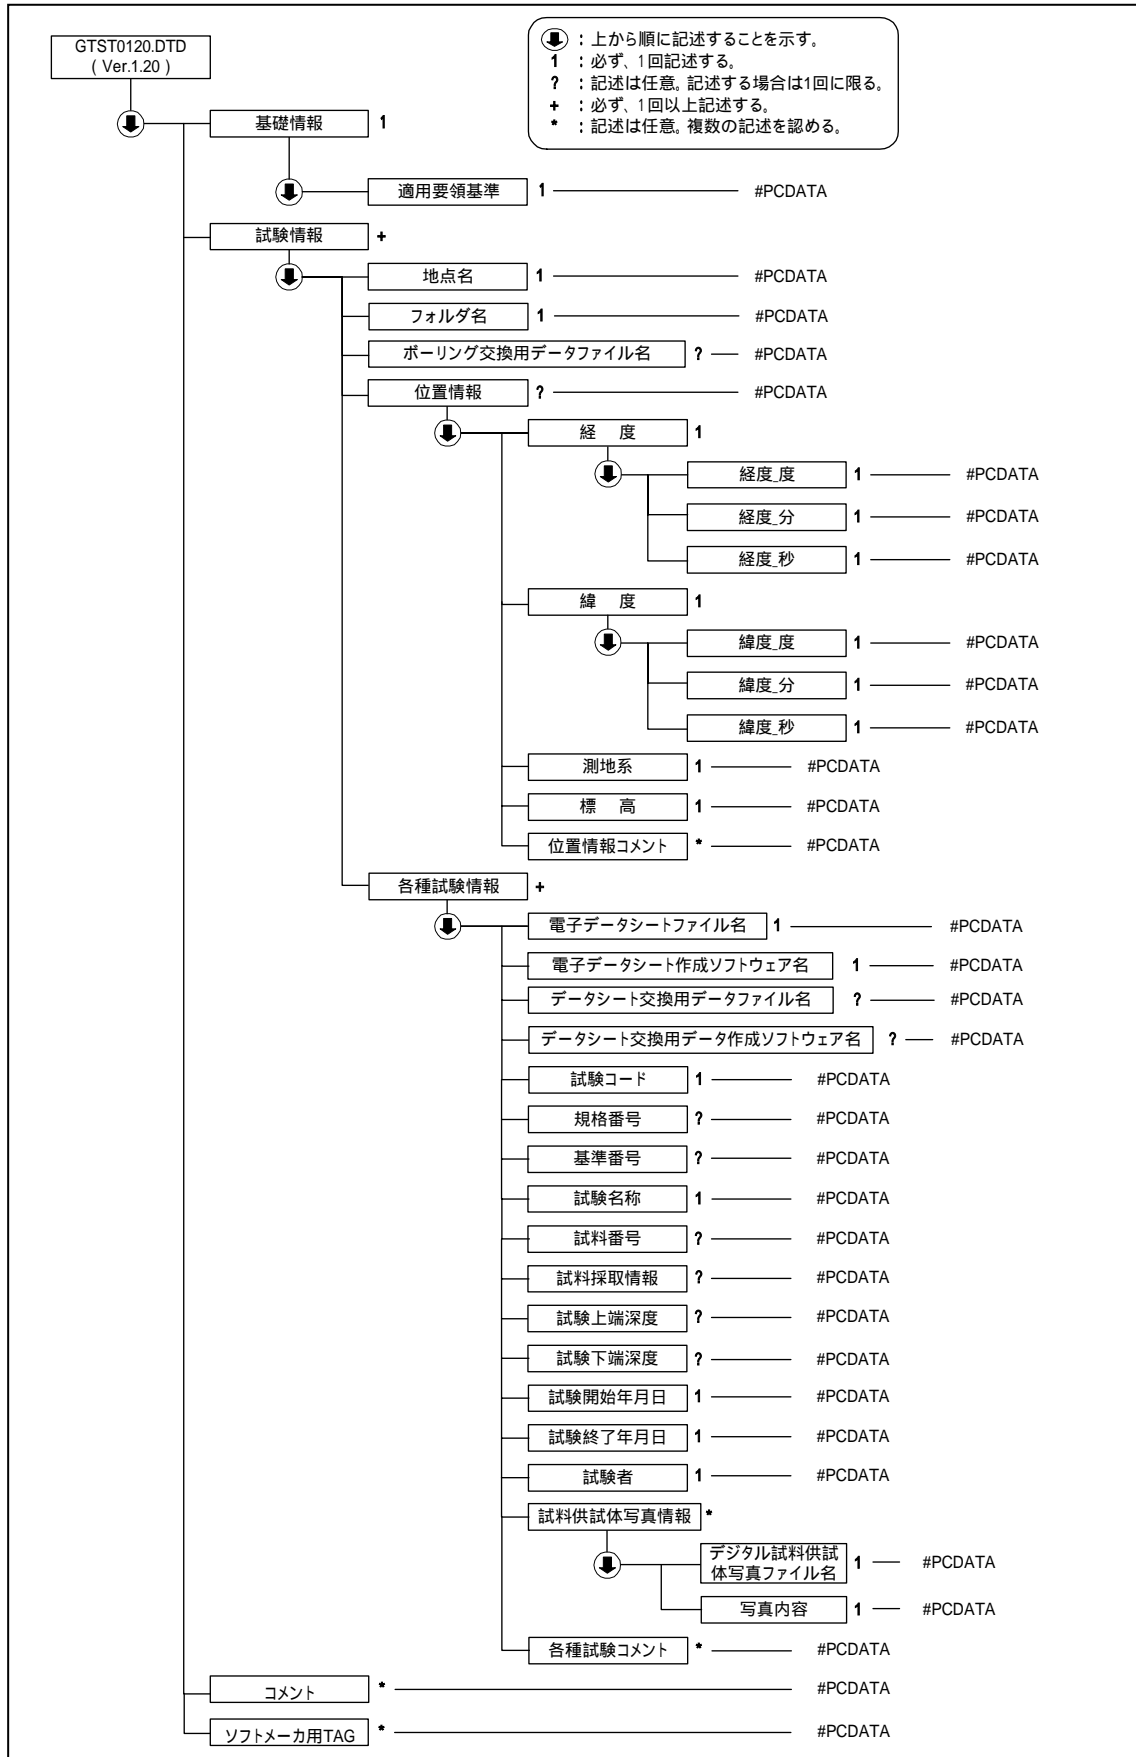 GTST0120.DTD
( Ver.1.20 )
：上から順に記述することを示す。
1 ：必ず、1回記述する。
? ：記述は任意。記述する場合は1回に限る。
+ ：必ず、1回以上記述する。
* ：記述は任意。複数の記述を認める。
基礎情報 1
適用要領基準 1 #PCDATA
試験情報 +
地点名 1 #PCDATA
フォルダ名 1 #PCDATA
ボーリング交換用データファイル名 ? #PCDATA
位置情報 ? #PCDATA
経 度 1
経度_度 1 #PCDATA
経度_分 1 #PCDATA
経度_秒 1 #PCDATA
緯 度 1
緯度_度 1 #PCDATA
緯度_分 1 #PCDATA
緯度_秒 1 #PCDATA
測地系 1 #PCDATA
標 高 1 #PCDATA
位置情報コメント * #PCDATA
各種試験情報 +
電子データシートファイル名 1 #PCDATA
電子データシート作成ソフトウェア名 1 #PCDATA
データシート交換用データファイル名 ? #PCDATA
データシート交換用データ作成ソフトウェア名 ? #PCDATA
試験コード 1 #PCDATA
規格番号 ? #PCDATA
基準番号 ? #PCDATA
試験名称 1 #PCDATA
試料番号 ? #PCDATA
試料採取情報 ? #PCDATA
試験上端深度 ? #PCDATA
試験下端深度 ? #PCDATA
試験開始年月日 1 #PCDATA
試験終了年月日 1 #PCDATA
試験者 1 #PCDATA
試料供試体写真情報 *
デジタル試料供試
体写真ファイル名 1 #PCDATA
写真内容 1 #PCDATA
各種試験コメント * #PCDATA
コメント * #PCDATA
ソフトメーカ用TAG * #PCDATA